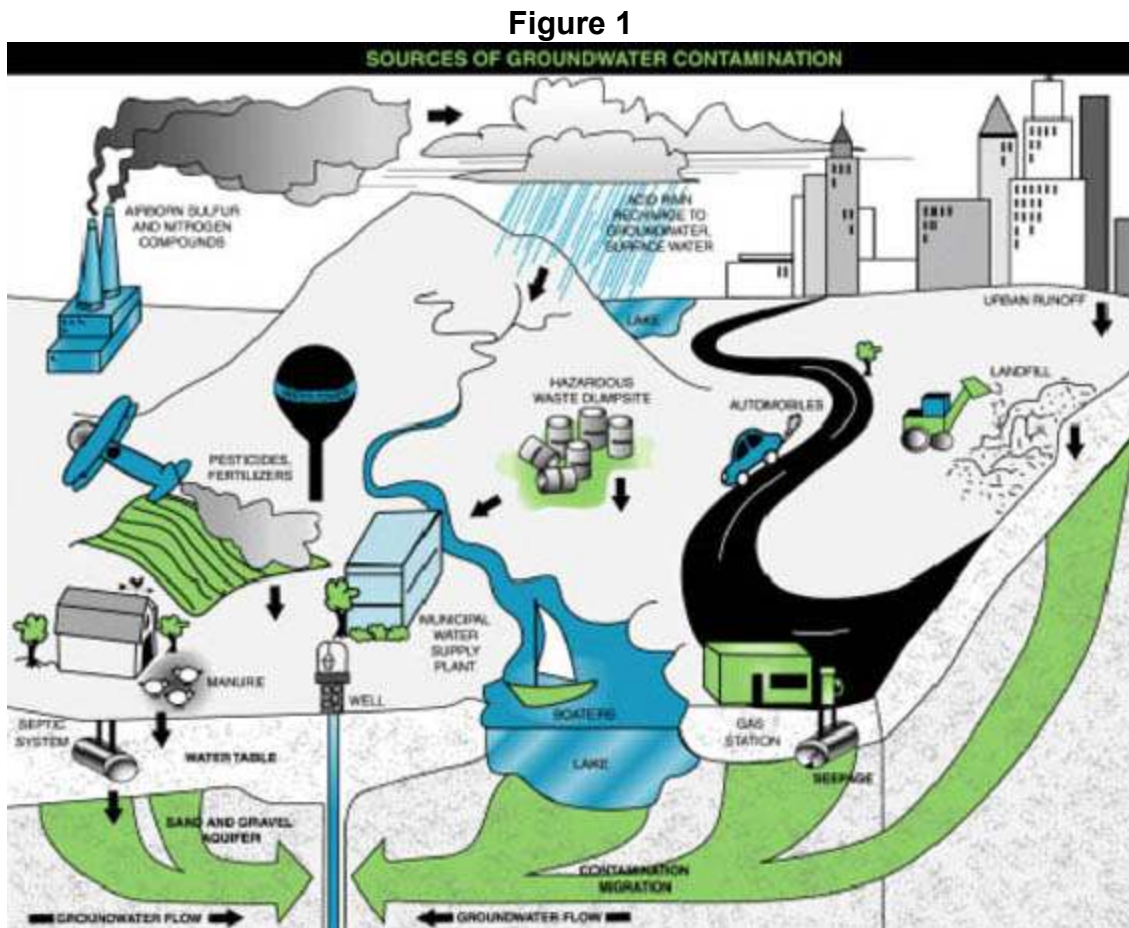 Figure 1
SOURCES OF GROUNDWATER CONTAMINATION
AIRBORN SULFUR
AND NITROGEN
COMPOUNDS
ACID RAIN
RECHARGE TO
GROUNDWATER,
SURFACE WATER
LAKE
URBAN RUNOFF
HAZARDOUS
WASTE DUMPSITE
AUTOMOBILES
LANDFILL
PESTICIDES,
FERTILIZERS
MUNICIPAL
WATER
SUPPLY
PLANT
MANURE
WELL
BOATERS
GAS
STATION
SEPTIC
SYSTEM
WATER TABLE
LAKE
SEEPAGE
SAND AND GRAVEL
AQUIFER
CONTAMINATION
MIGRATION
GROUNDWATER FLOW
GROUNDWATER FLOW